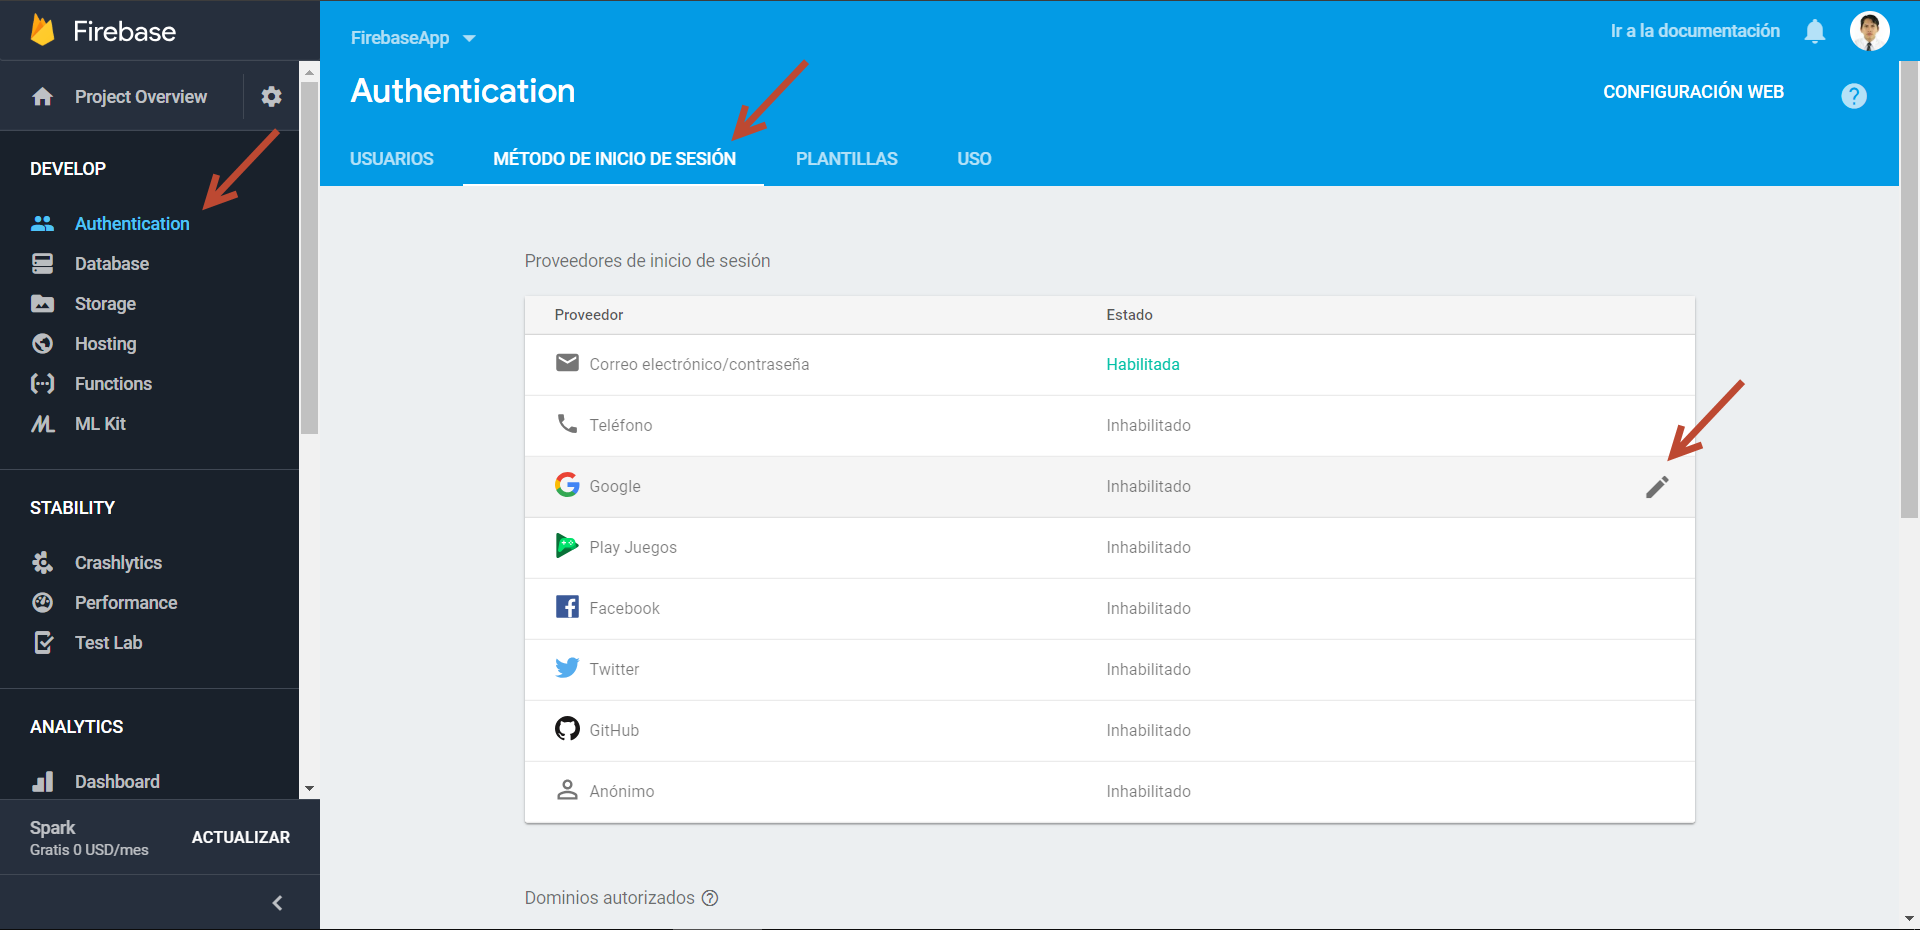 Firebase
Project Overview
DEVELOP
Authentication
Database
Storage
Hosting
Functions
ML Kit
STABILITY
Crashlytics
Performance
Test Lab
ANALYTICS
Dashboard
Spark
Gratis 0 USD/mes
ACTUALIZAR
FirebaseApp
Ir a la documentación
Authentication
CONFIGURACIÓN WEB
USUARIOS MÉTODO DE INICIO DE SESIÓN PLANTILLAS USO
Proveedores de inicio de sesión
Proveedor Estado
Correo electrónico/contraseña Habilitada
Teléfono Inhabilitado
Google Inhabilitado
Play Juegos Inhabilitado
Facebook Inhabilitado
Twitter Inhabilitado
GitHub Inhabilitado
Anónimo Inhabilitado
Dominios autorizados